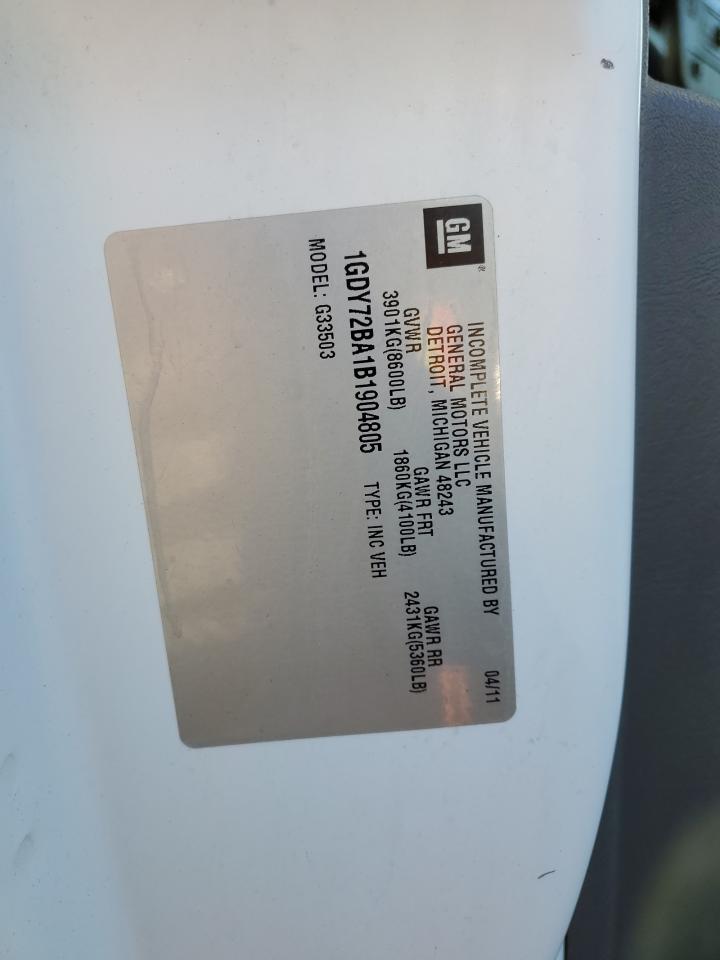 GM®
INCOMPLETE VEHICLE MANUFACTURED BY 04/11
GENERAL MOTORS LLC
DETROIT, MICHIGAN 48243
GVWR GAWR FRT GAWR RR
3901KG(8600LB) 1860KG(4100LB) 2431KG(5360LB)
1GDY72BA1B1904805 TYPE: INC VEH
MODEL: G33503